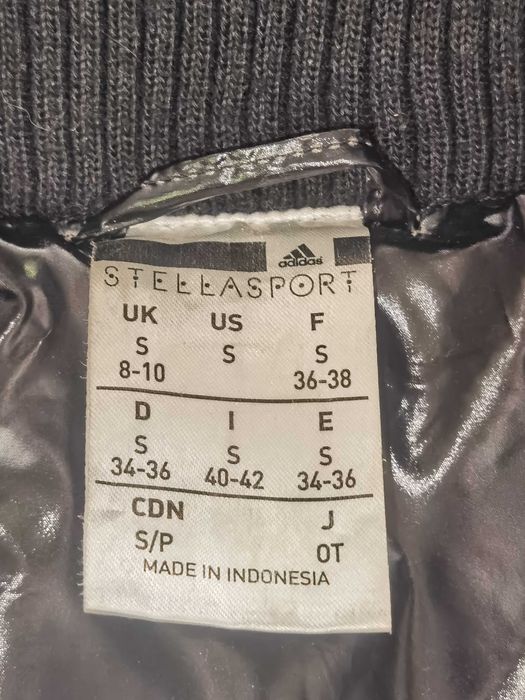 adidas
STELLASPORT
UK US F
S S S
8-10 36-38
D I E
S S S
34-36 40-42 34-36
CDN J
S/P OT
MADE IN INDONESIA